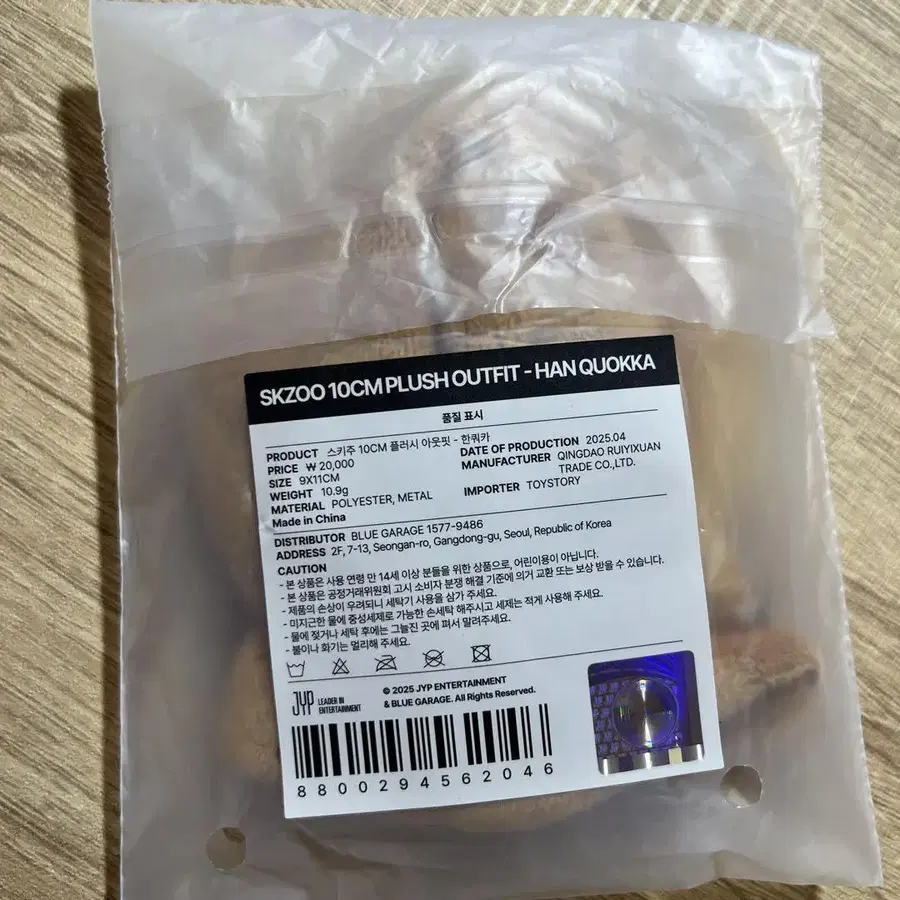 SKZOO 10CM PLUSH OUTFIT - HAN QUOKKA
품질 표시
PRODUCT 스키주 10CM 플러시 아웃핏 - 한쿼카
PRICE ₩ 20,000
SIZE 9X11CM
WEIGHT 10.9g
MATERIAL POLYESTER, METAL
Made in China
DATE OF PRODUCTION 2025.04
MANUFACTURER QINGDAO RUIYIXUAN
TRADE CO.,LTD.
IMPORTER TOYSTORY
DISTRIBUTOR BLUE GARAGE 1577-9486
ADDRESS 2F, 7-13, Seongan-ro, Gangdong-gu, Seoul, Republic of Korea
CAUTION
- 본 상품은 사용 연령 만 14세 이상 분들을 위한 상품으로, 어린이용이 아닙니다.
- 본 상품은 공정거래위원회 고시 소비자 분쟁 해결 기준에 의거 교환 또는 보상 받을 수 있습니다.
- 제품의 손상이 우려되니 세탁기 사용을 삼가 주세요.
- 미지근한 물에 중성세제로 가능한 손세탁 해주시고 세제는 적게 사용해 주세요.
- 물에 젖거나 세탁 후에는 그늘진 곳에 펴서 말려주세요.
- 불이나 화기는 멀리해 주세요.
JYP LEADER IN
ENTERTAINMENT
© 2025 JYP ENTERTAINMENT
& BLUE GARAGE. All Rights Reserved.
8800294562046